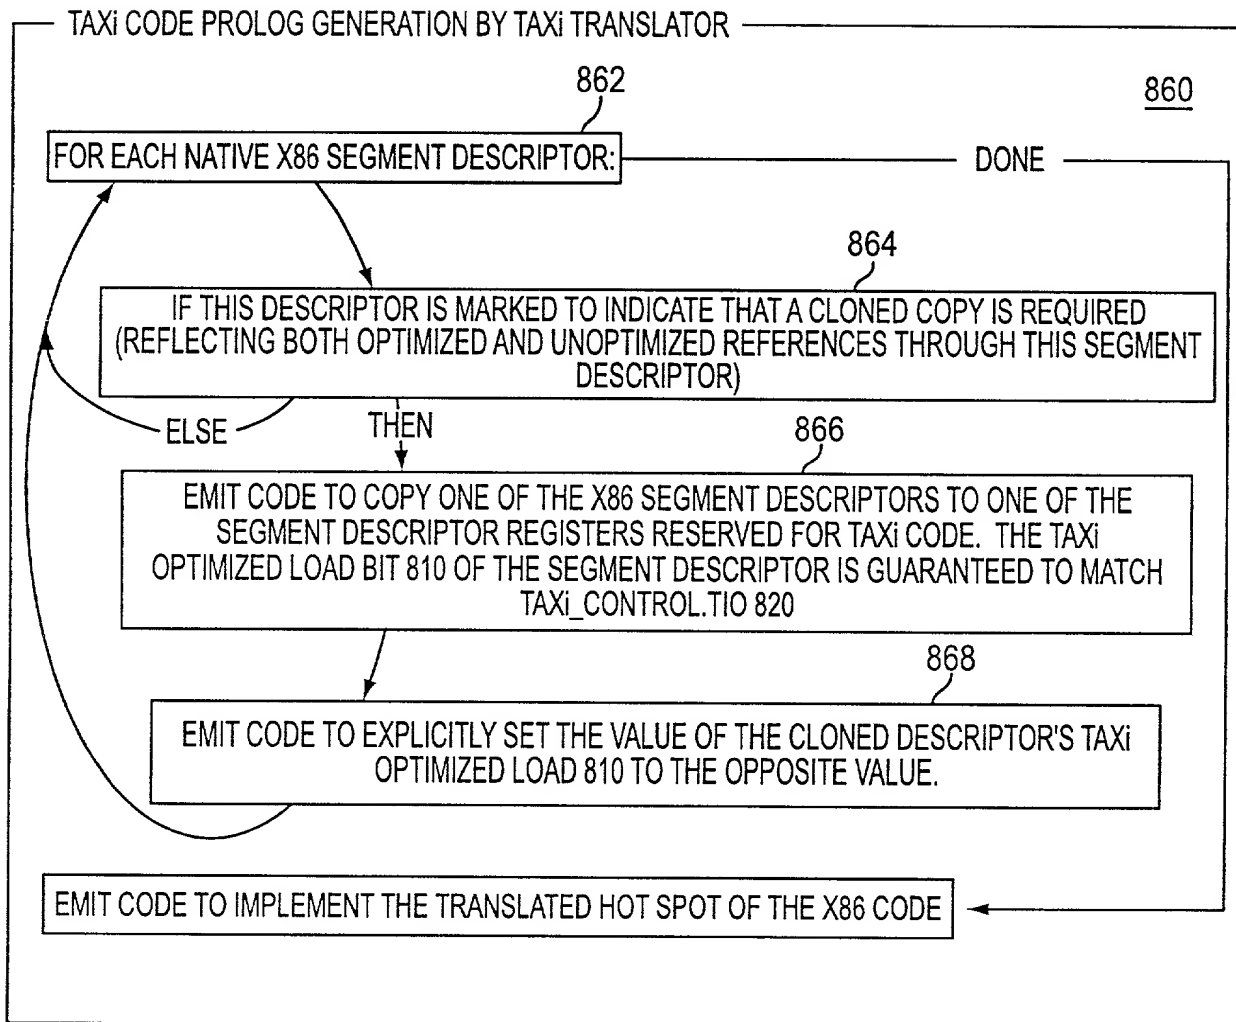 TAXi CODE PROLOG GENERATION BY TAXi TRANSLATOR
862
860
FOR EACH NATIVE X86 SEGMENT DESCRIPTOR:
DONE
864
IF THIS DESCRIPTOR IS MARKED TO INDICATE THAT A CLONED COPY IS REQUIRED
(REFLECTING BOTH OPTIMIZED AND UNOPTIMIZED REFERENCES THROUGH THIS SEGMENT
DESCRIPTOR)
ELSE
THEN
866
EMIT CODE TO COPY ONE OF THE X86 SEGMENT DESCRIPTORS TO ONE OF THE
SEGMENT DESCRIPTOR REGISTERS RESERVED FOR TAXi CODE. THE TAXi
OPTIMIZED LOAD BIT 810 OF THE SEGMENT DESCRIPTOR IS GUARANTEED TO MATCH
TAXi_CONTROL.TIO 820
868
EMIT CODE TO EXPLICITLY SET THE VALUE OF THE CLONED DESCRIPTOR'S TAXi
OPTIMIZED LOAD 810 TO THE OPPOSITE VALUE.
EMIT CODE TO IMPLEMENT THE TRANSLATED HOT SPOT OF THE X86 CODE